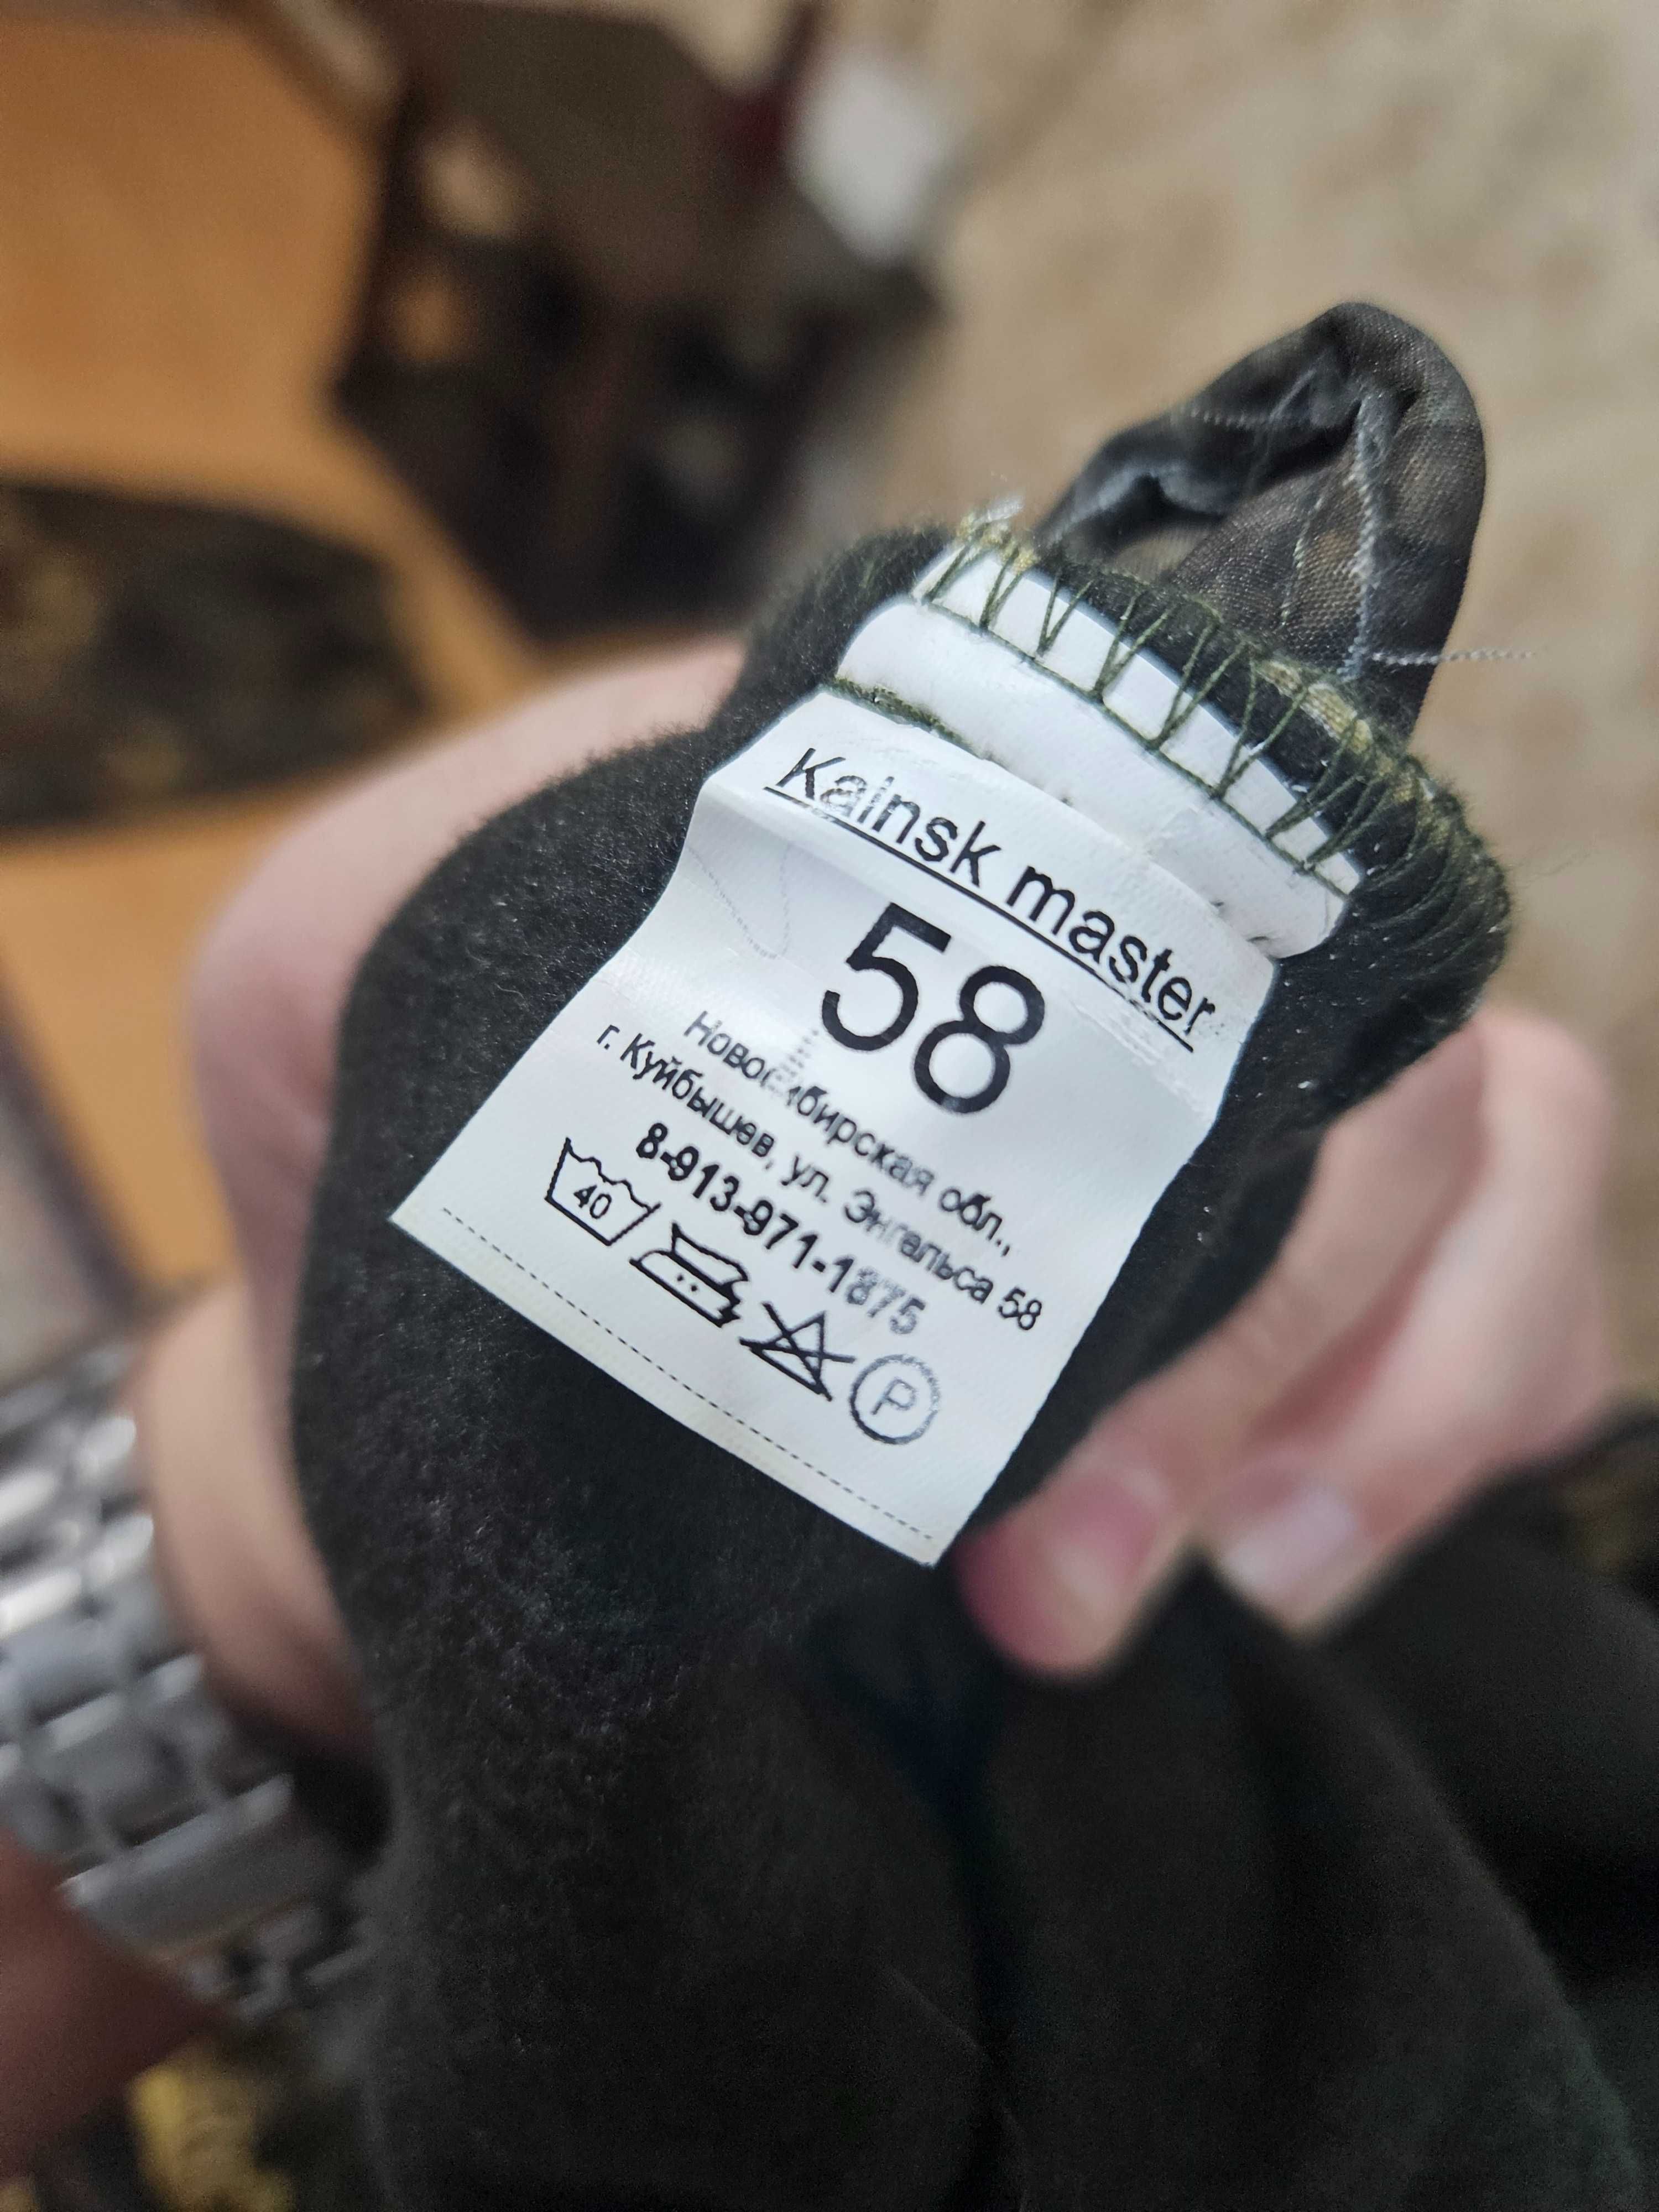 Kainsk master
58
Новосибирская обл.,
г. Куйбышев, ул. Энгельса 58
8-913-971-1875
40
P